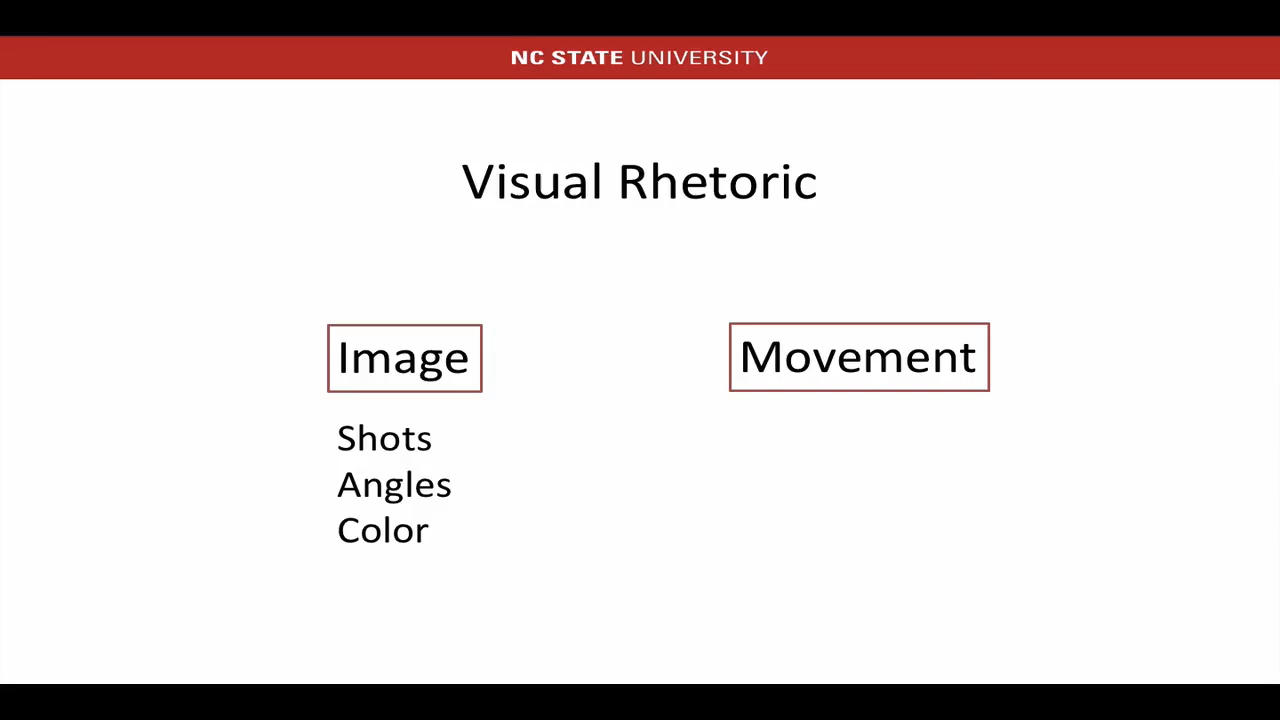 NC STATE UNIVERSITY
Visual Rhetoric
Image
Shots
Angles
Color
Movement